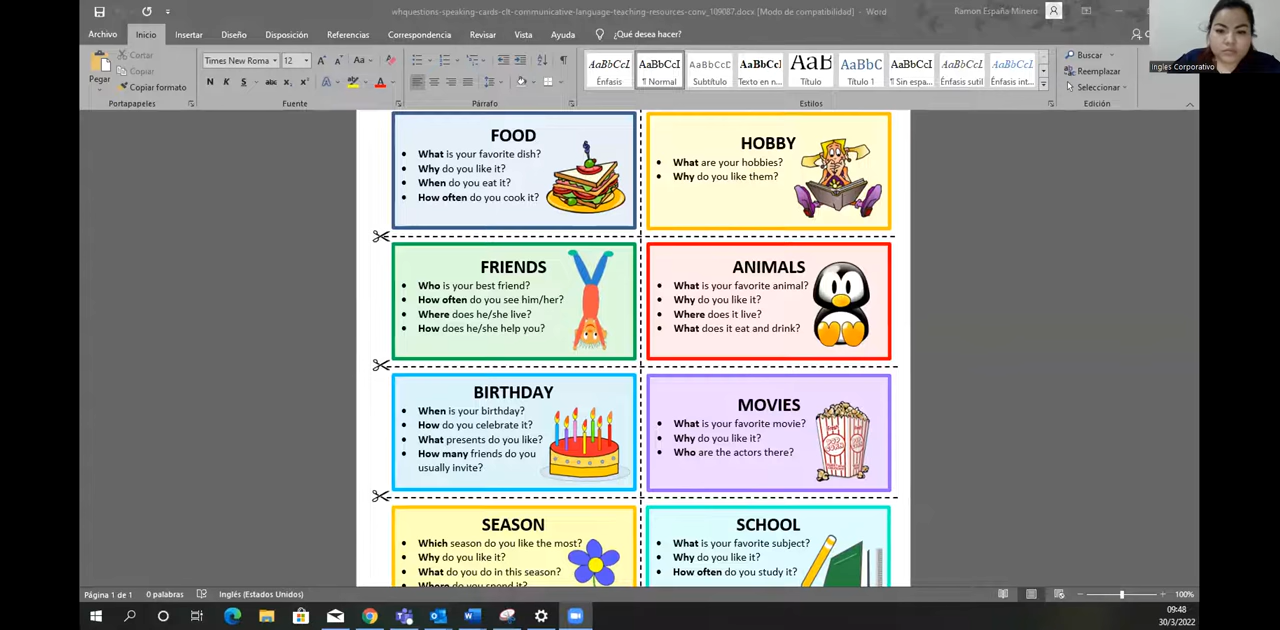 whquestions-speaking-cards-clt-communicative-language-teaching-resources-conv_109087.docx [Modo de compatibilidad] - Word
Ramon España Minero
Archivo Inicio Insertar Diseño Disposición Referencias Correspondencia Revisar Vista Ayuda ¿Qué desea hacer?
Ingles Corporativo
Pegar
Cortar
Copiar
Copiar formato
Portapapeles
Times New Roma 12
Fuente
Párrafo
AaBbCcI Énfasis
AaBbCcI ¶ Normal
AaBbCcI Subtítulo
AaBbCcI Texto en n...
AaB Título
AaBbC Título 1
AaBbCcI ¶ Sin espa...
AaBbCcI Énfasis sutil
AaBbCcI Énfasis int...
Estilos
Buscar
Reemplazar
Seleccionar
Edición
FOOD
What is your favorite dish?
Why do you like it?
When do you eat it?
How often do you cook it?
HOBBY
What are your hobbies?
Why do you like them?
FRIENDS
Who is your best friend?
How often do you see him/her?
Where does he/she live?
How does he/she help you?
ANIMALS
What is your favorite animal?
Why do you like it?
Where does it live?
What does it eat and drink?
BIRTHDAY
When is your birthday?
How do you celebrate it?
What presents do you like?
How many friends do you
usually invite?
MOVIES
What is your favorite movie?
Why do you like it?
Who are the actors there?
SEASON
Which season do you like the most?
Why do you like it?
What do you do in this season?
Where do you spend it?
SCHOOL
What is your favorite subject?
Why do you like it?
How often do you study it?
Página 1 de 1 0 palabras Inglés (Estados Unidos) 100%
09:48
30/3/2022